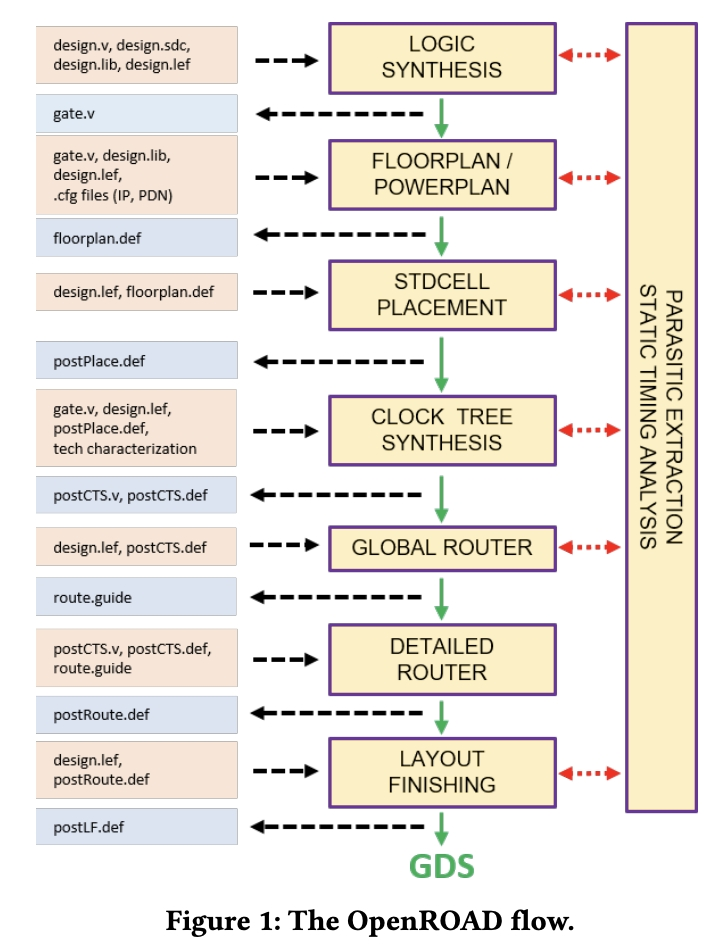 design.v, design.sdc,
design.lib, design.lef
LOGIC
SYNTHESIS
gate.v
gate.v, design.lib,
design.lef,
.cfg files (IP, PDN)
FLOORPLAN /
POWERPLAN
floorplan.def
design.lef, floorplan.def
STDCELL
PLACEMENT
postPlace.def
gate.v, design.lef,
postPlace.def,
tech characterization
CLOCK TREE
SYNTHESIS
postCTS.v, postCTS.def
design.lef, postCTS.def
GLOBAL ROUTER
route.guide
postCTS.v, postCTS.def,
route.guide
DETAILED
ROUTER
postRoute.def
design.lef,
postRoute.def
LAYOUT
FINISHING
postLF.def
GDS
PARASITIC EXTRACTION
STATIC TIMING ANALYSIS
Figure 1: The OpenROAD flow.